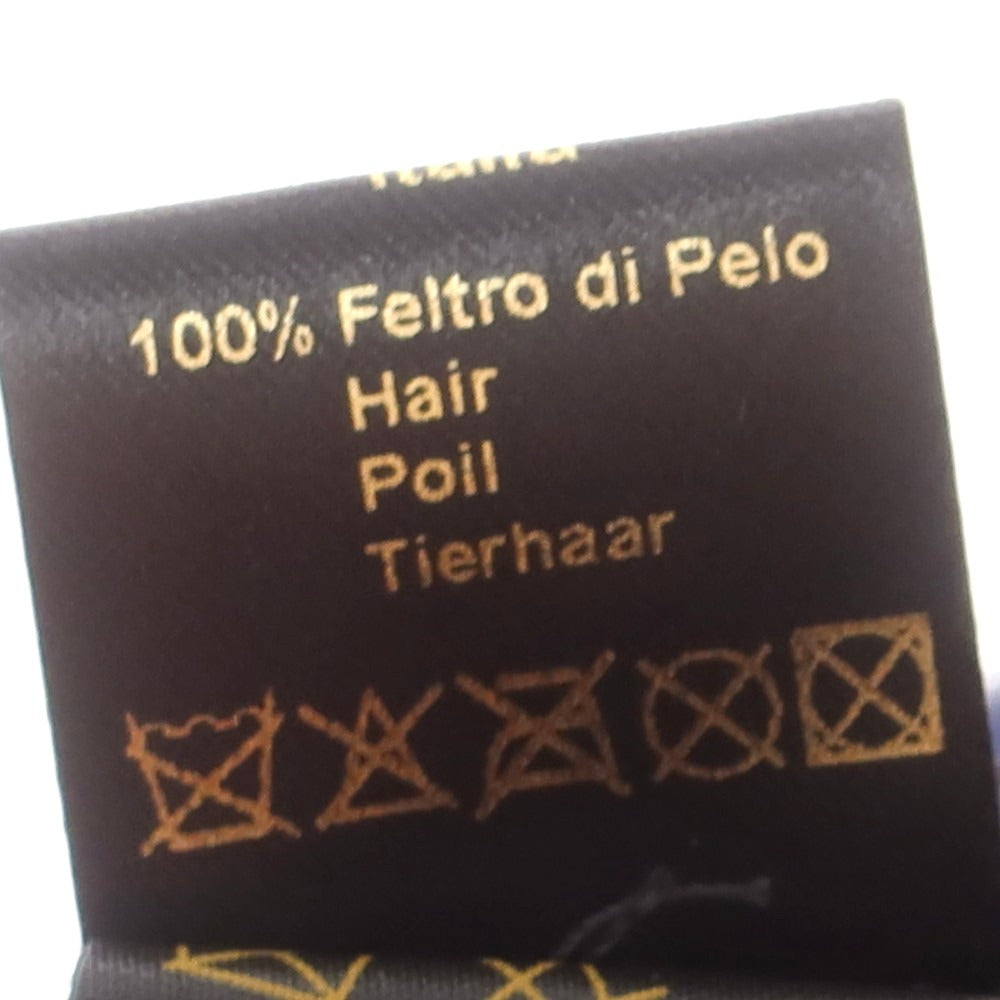 100% Feltro di Pelo
Hair
Poil
Tierhaar